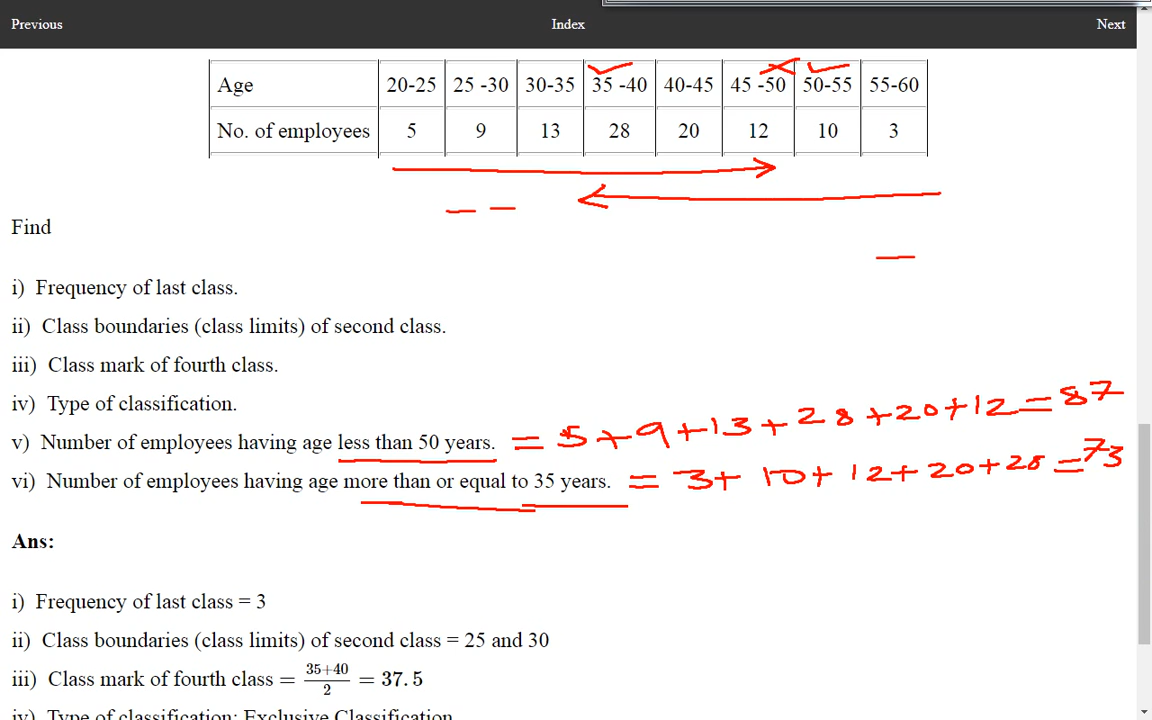 Previous Index Next
Age 20-25 25 -30 30-35 35 -40 40-45 45 -50 50-55 55-60
No. of employees 5 9 13 28 20 12 10 3
Find
i) Frequency of last class.
ii) Class boundaries (class limits) of second class.
iii) Class mark of fourth class.
iv) Type of classification.
v) Number of employees having age less than 50 years. = 5+9+13+28+20+12=87
vi) Number of employees having age more than or equal to 35 years. = 3+10+12+20+28=73
Ans:
i) Frequency of last class = 3
ii) Class boundaries (class limits) of second class = 25 and 30
iii) Class mark of fourth class = 35+40/2 = 37.5
iv) Type of classification: Exclusive Classification